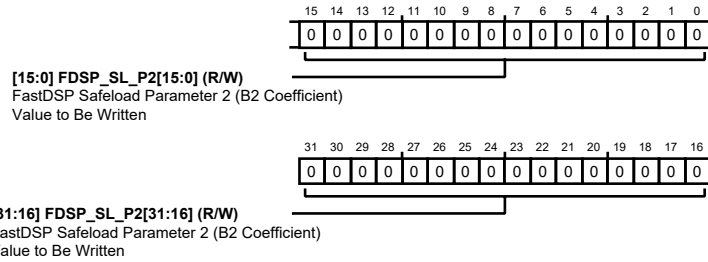 15 14 13 12 11 10 9 8 7 6 5 4 3 2 1 0
0 0 0 0 0 0 0 0 0 0 0 0 0 0 0 0
[15:0] FDSP_SL_P2[15:0] (R/W)
FastDSP Safeload Parameter 2 (B2 Coefficient)
Value to Be Written
31 30 29 28 27 26 25 24 23 22 21 20 19 18 17 16
0 0 0 0 0 0 0 0 0 0 0 0 0 0 0 0
31:16] FDSP_SL_P2[31:16] (R/W)
astDSP Safeload Parameter 2 (B2 Coefficient)
alue to Be Written